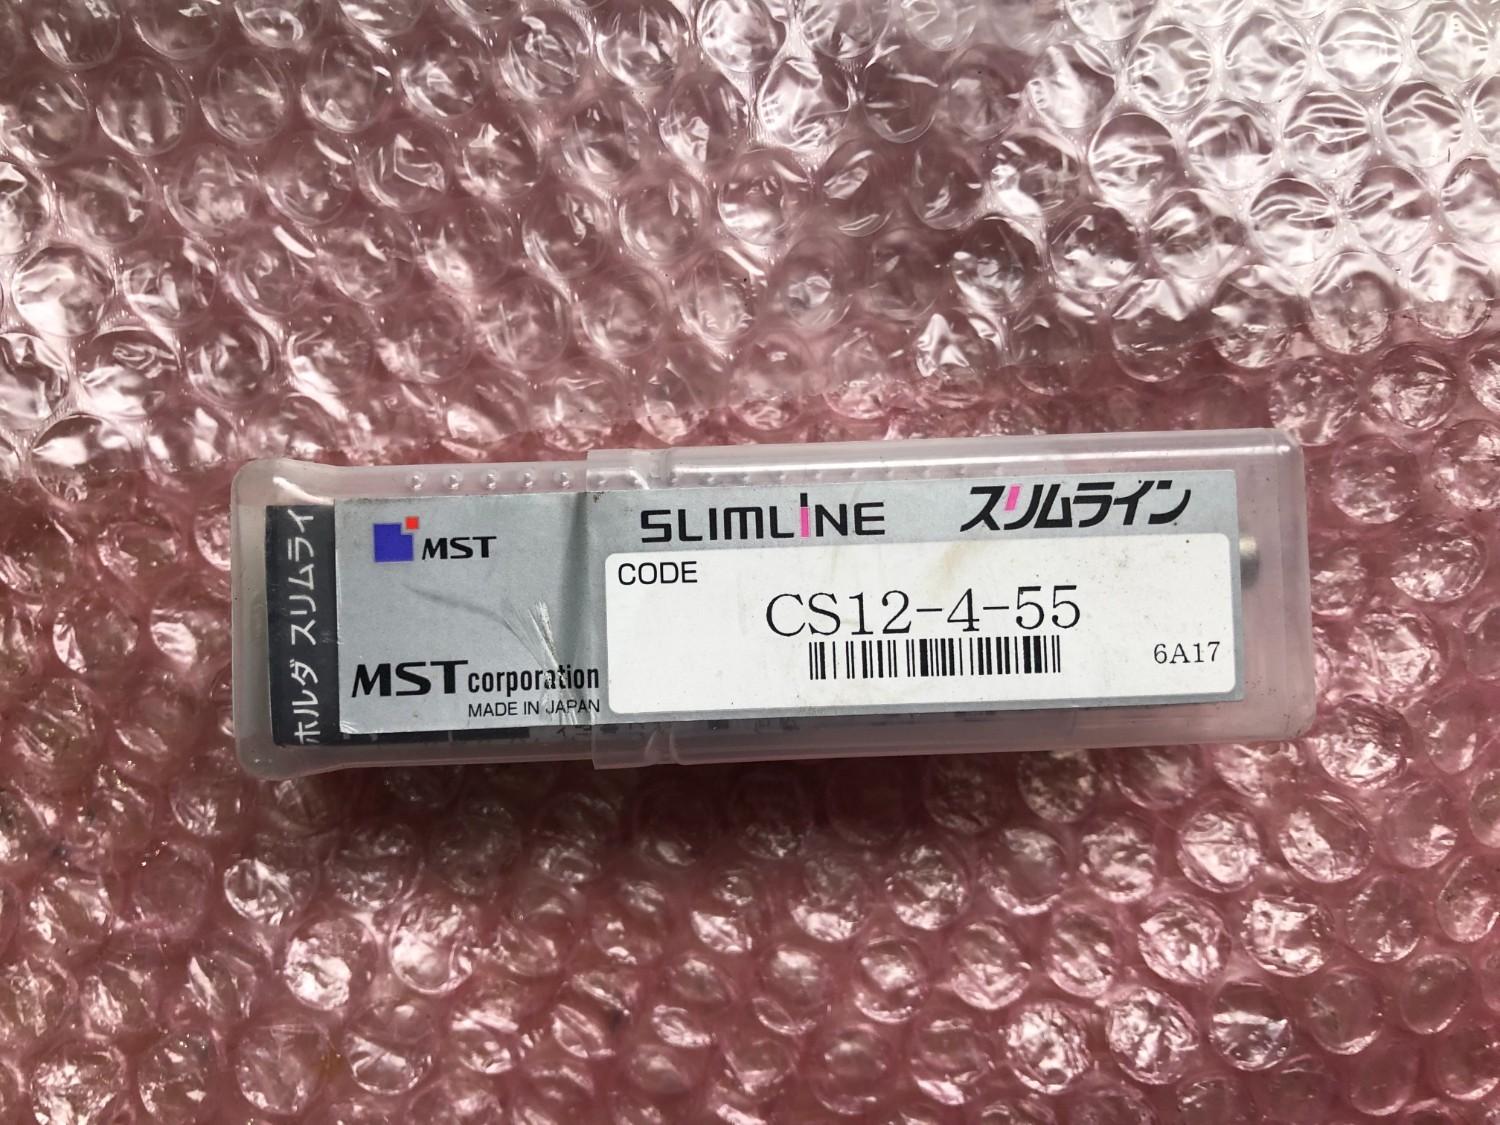 ホルダ スリムライ
MST
SLIMLINE スリムライン
CODE
CS12-4-55
6A17
MST corporation
MADE IN JAPAN